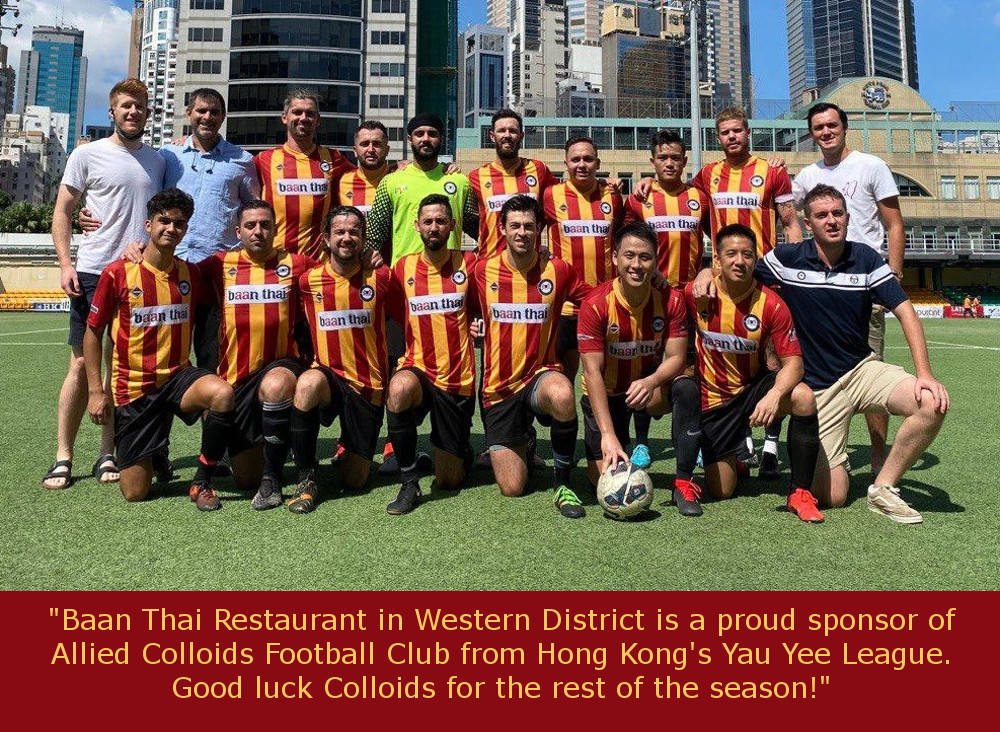 baan thai
baan
baan
baan thai
baan thai
baan thai
baan thai
baan thai
baan thai
baan thai
baan thai
baan thai
baan thai
"Baan Thai Restaurant in Western District is a proud sponsor of
Allied Colloids Football Club from Hong Kong's Yau Yee League.
Good luck Colloids for the rest of the season!"